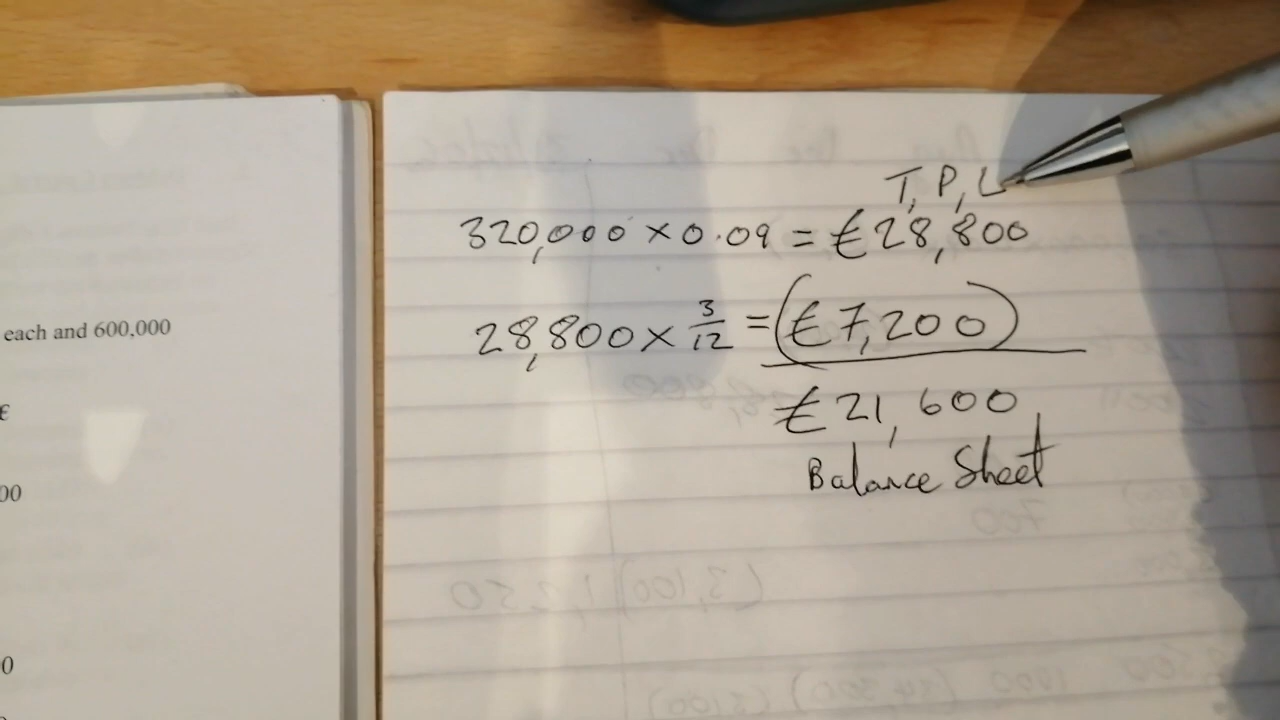 each and 600,000
€
00
0
T, P, L
320,000 × 0.09 = €28,800
28,800 × 3/12 = (€7,200)
€21,600
Balance Sheet